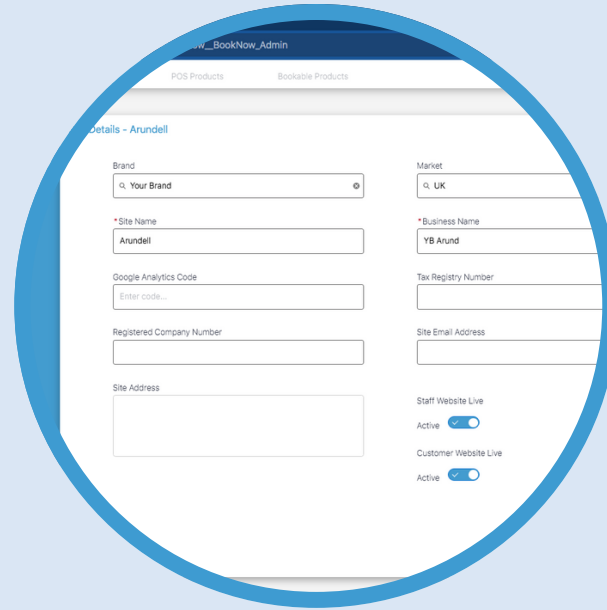 w__BookNow_Admin
POS Products Bookable Products
Details - Arundell
Brand Market
Your Brand UK
*Site Name *Business Name
Arundell YB Arund
Google Analytics Code Tax Registry Number
Enter code...
Registered Company Number Site Email Address
Site Address
Staff Website Live
Active
Customer Website Live
Active